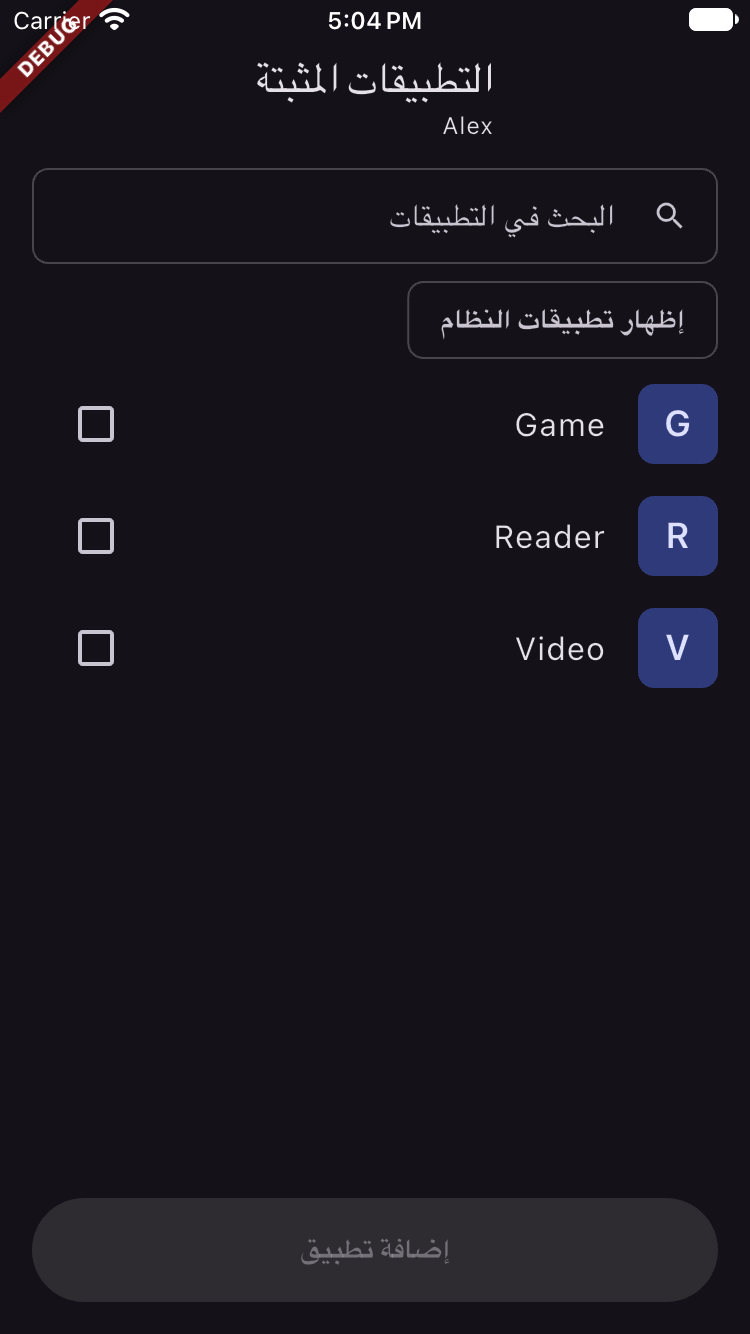 Carrier 5:04 PM
DEBUG
التطبيقات المثبتة
Alex
البحث في التطبيقات
إظهار تطبيقات النظام
G Game
R Reader
V Video
إضافة تطبيق